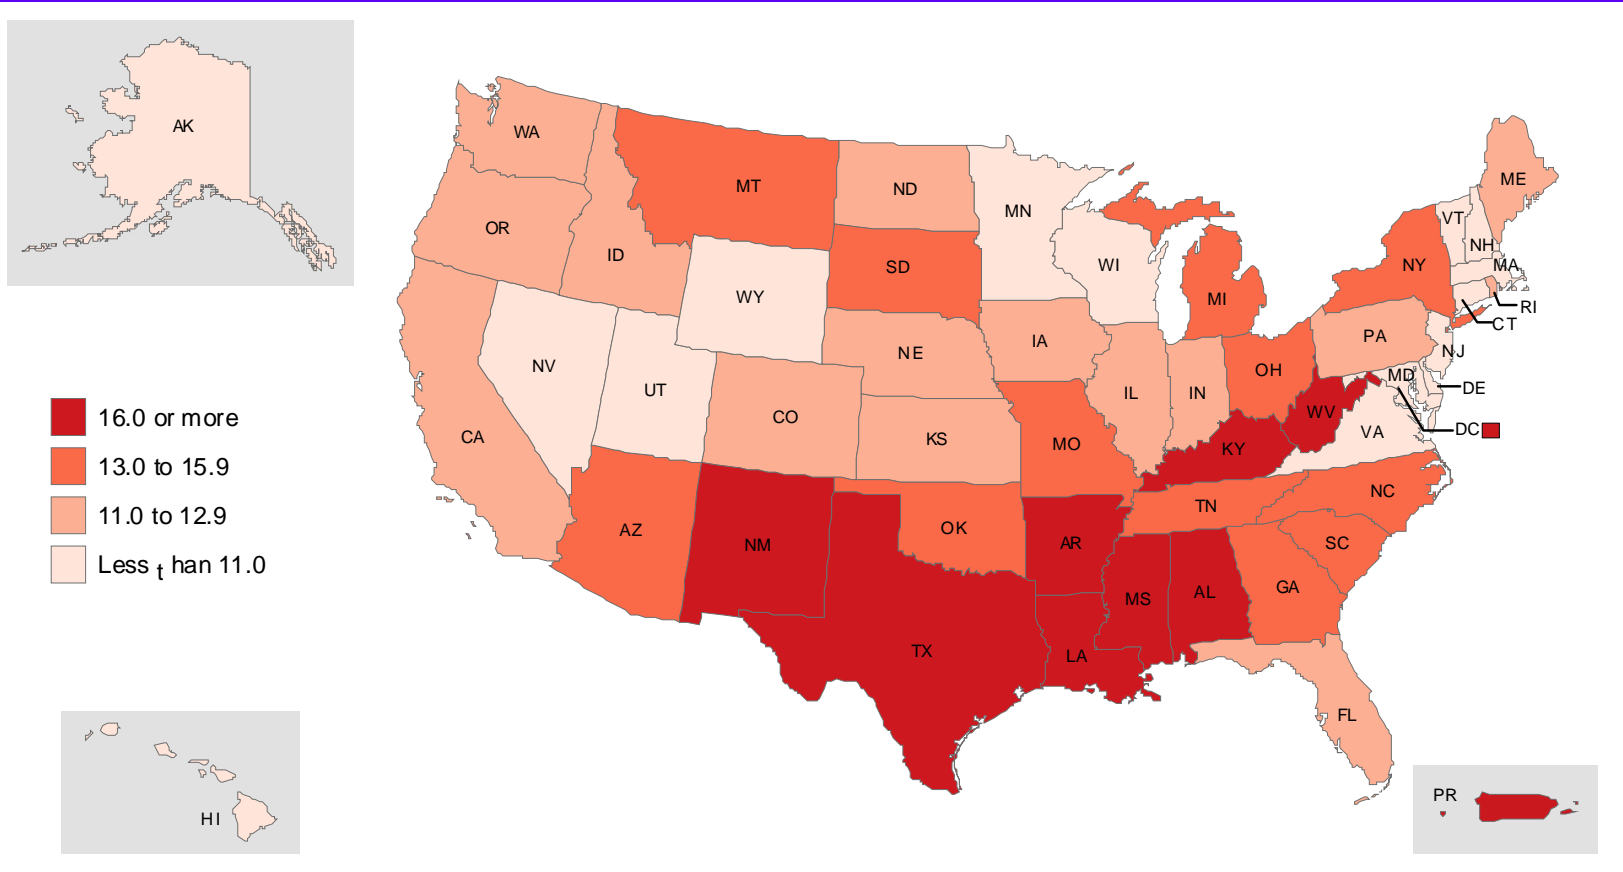 AK
WA
MT
ND
MN
ME
OR
ID
SD
WI
VT
NH
NY
MA
WY
MI
RI
CT
NV
UT
NE
IA
PA
NJ
IL
IN
OH
MD
DE
CA
CO
KS
MO
KY
WV
VA
DC
16.0 or more
13.0 to 15.9
11.0 to 12.9
Less t han 11.0
AZ
NM
OK
AR
TN
NC
SC
TX
LA
MS
AL
GA
FL
HI
PR